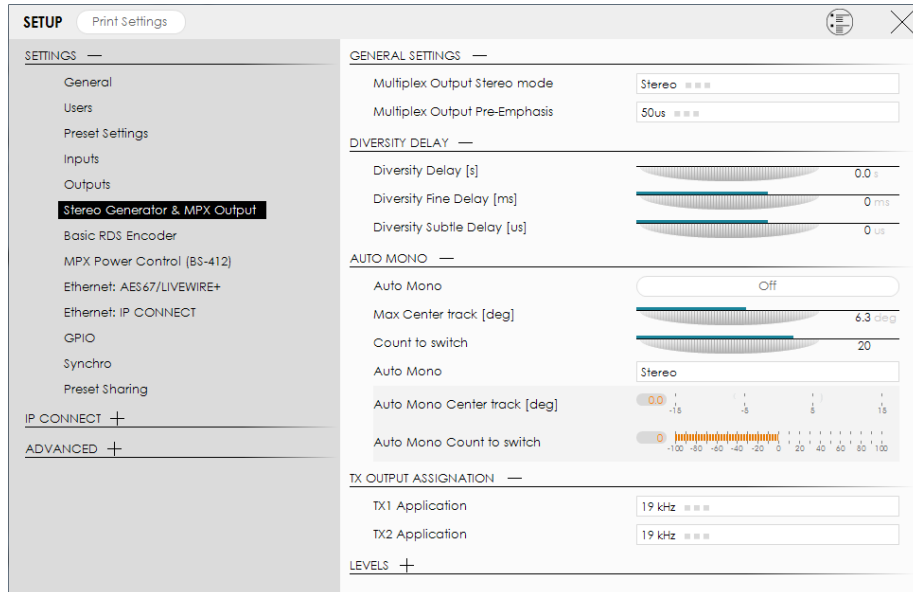 SETUP Print Settings
SETTINGS
General
Users
Preset Settings
Inputs
Outputs
Stereo Generator & MPX Output
Basic RDS Encoder
MPX Power Control (BS-412)
Ethernet: AES67/LIVEWIRE+
Ethernet: IP CONNECT
GPIO
Synchro
Preset Sharing
IP CONNECT
ADVANCED
GENERAL SETTINGS
Multiplex Output Stereo mode Stereo
Multiplex Output Pre-Emphasis 50us
DIVERSITY DELAY
Diversity Delay [s] 0.0 s
Diversity Fine Delay [ms] 0 ms
Diversity Subtle Delay [us] 0 us
AUTO MONO
Auto Mono Off
Max Center track [deg] 6.3 deg
Count to switch 20
Auto Mono Stereo
Auto Mono Center track [deg] 0.0
-15 -5 5 15
Auto Mono Count to switch 0
-100 -80 -60 -40 -20 0 20 40 60 80 100
TX OUTPUT ASSIGNATION
TX1 Application 19 kHz
TX2 Application 19 kHz
LEVELS